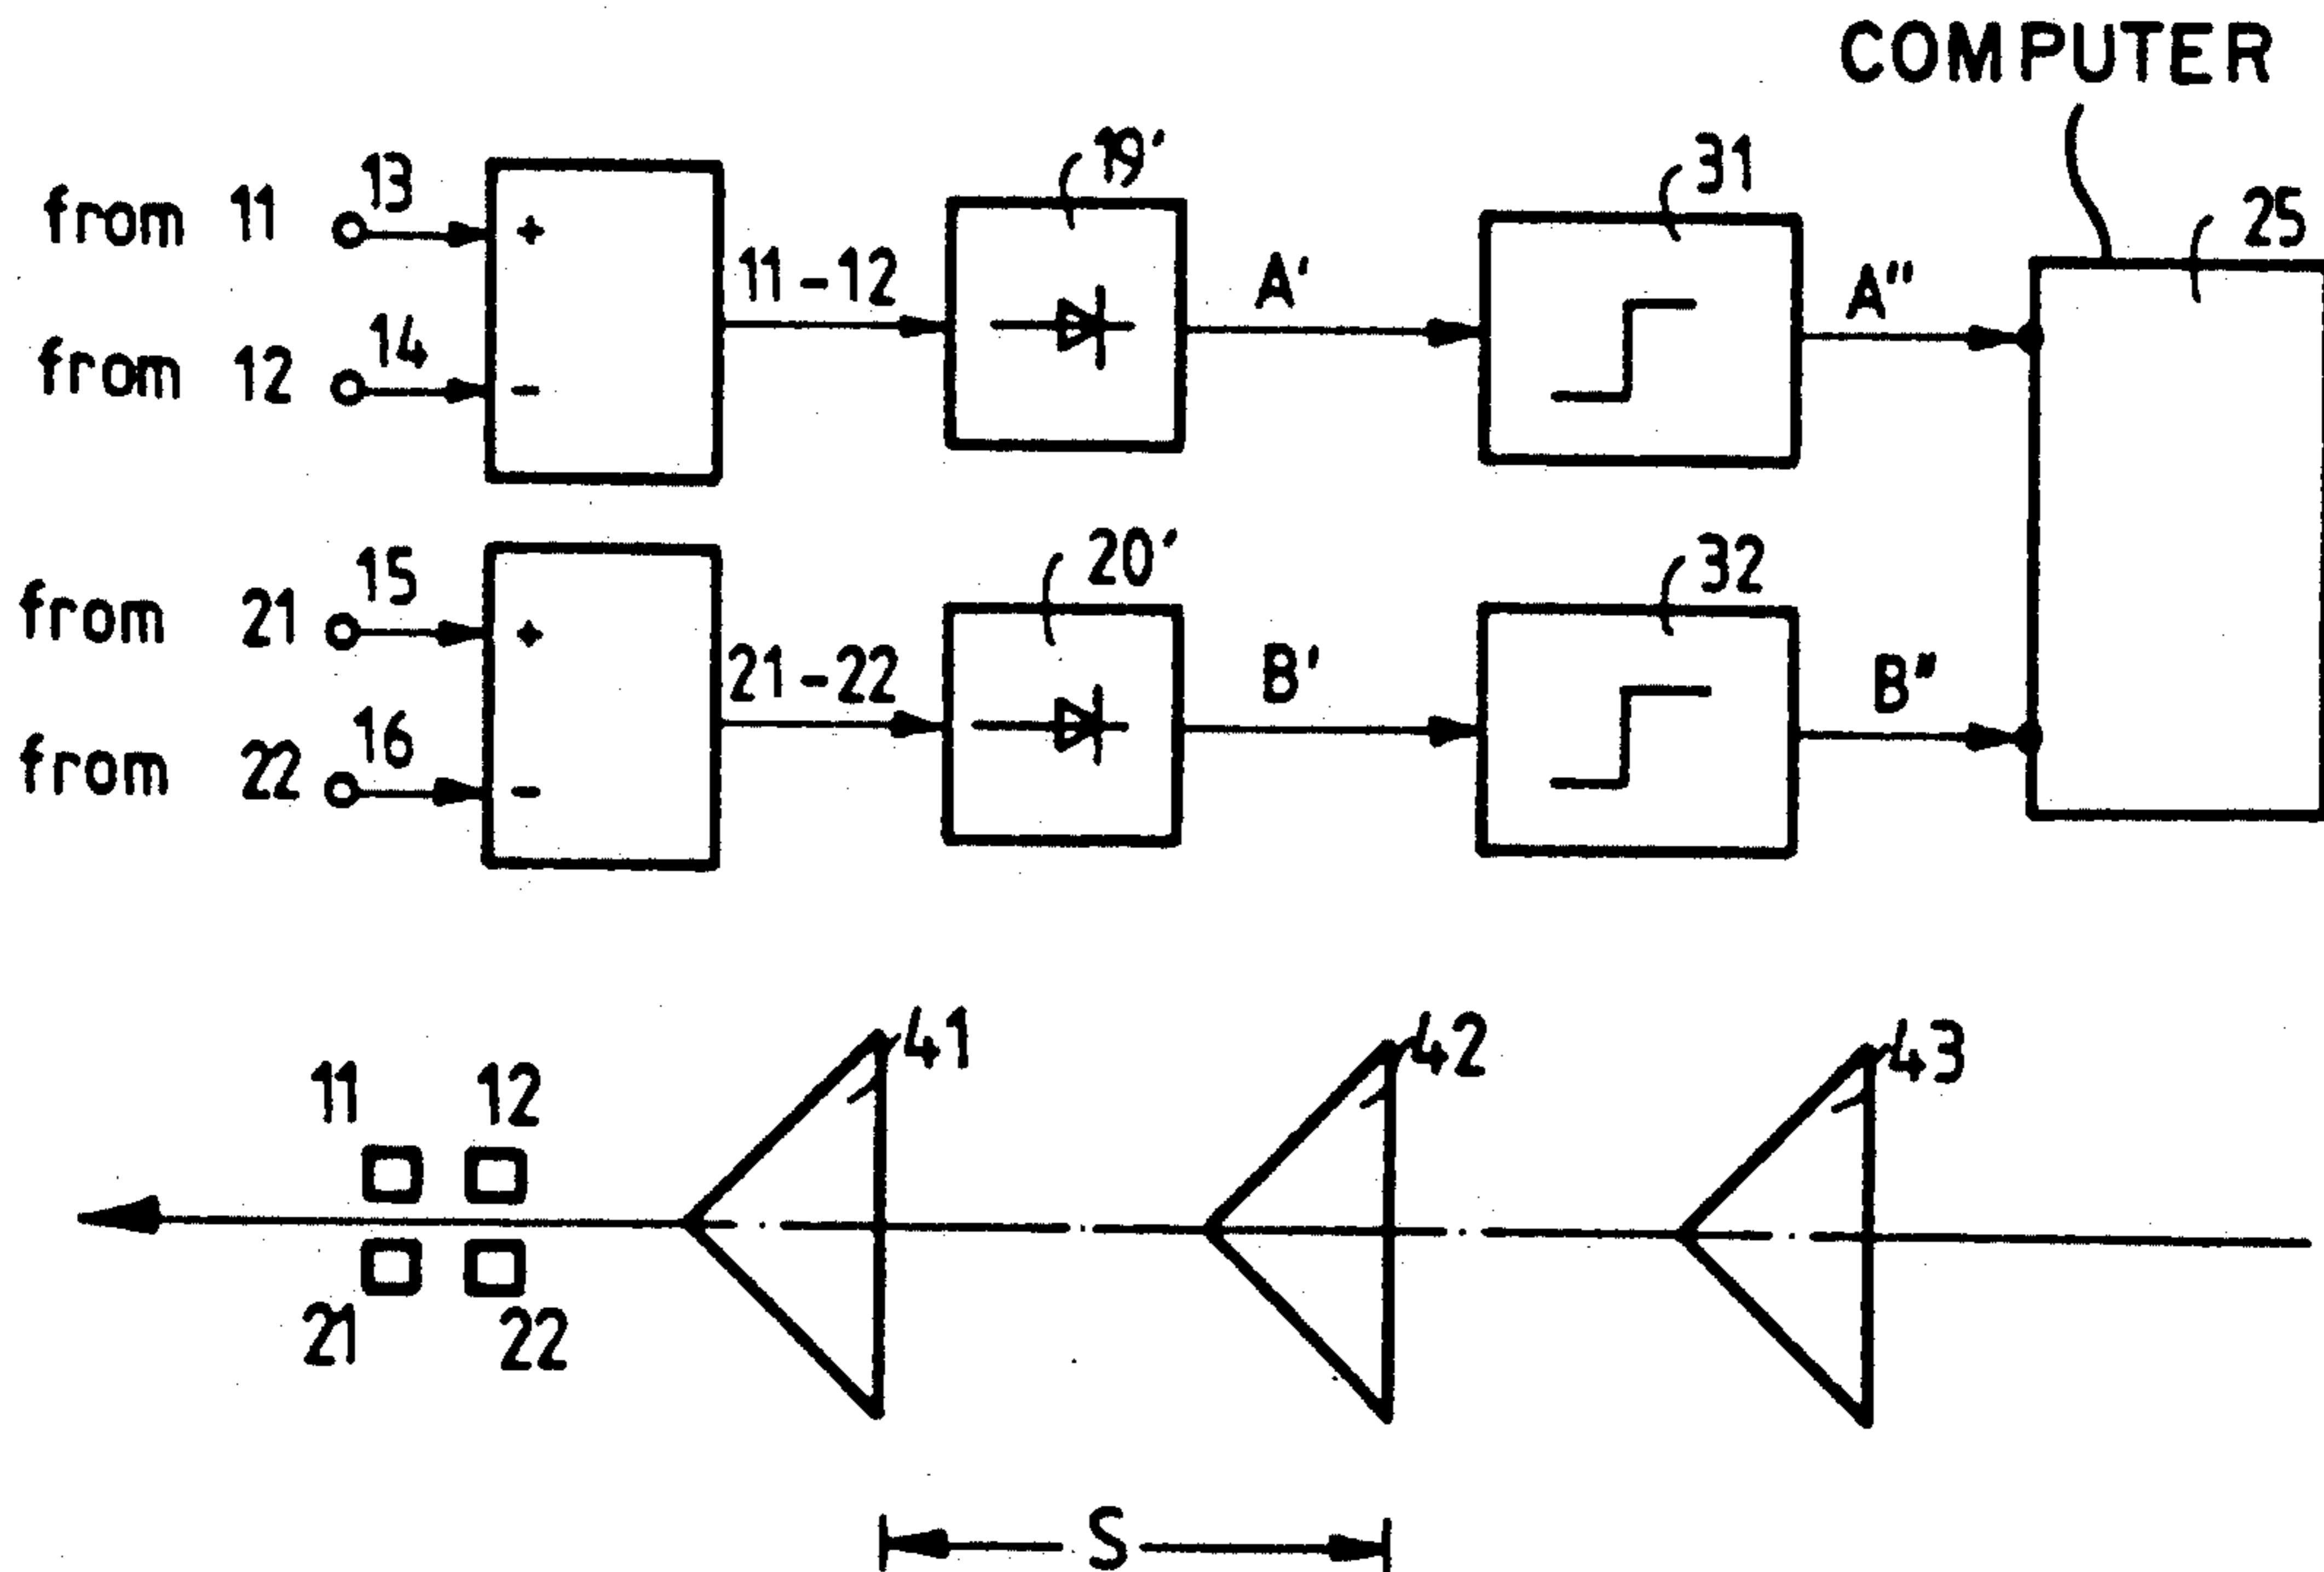 COMPUTER
from 11 13 + 11-12 19' A' 31 A" 25
from 12 14 -
from 21 15 + 21-22 20' B' 32 B"
from 22 16 -
11 12 41 42 43
21 22
S